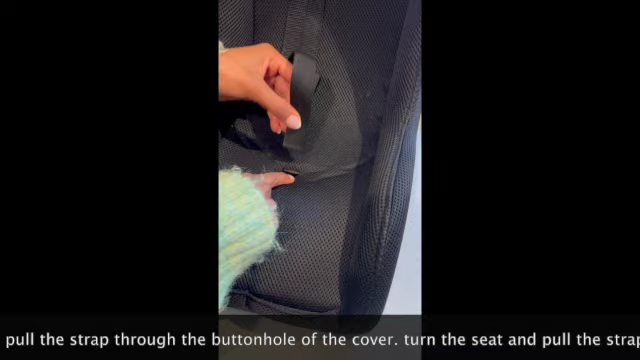 pull the strap through the buttonhole of the cover. turn the seat and pull the strap